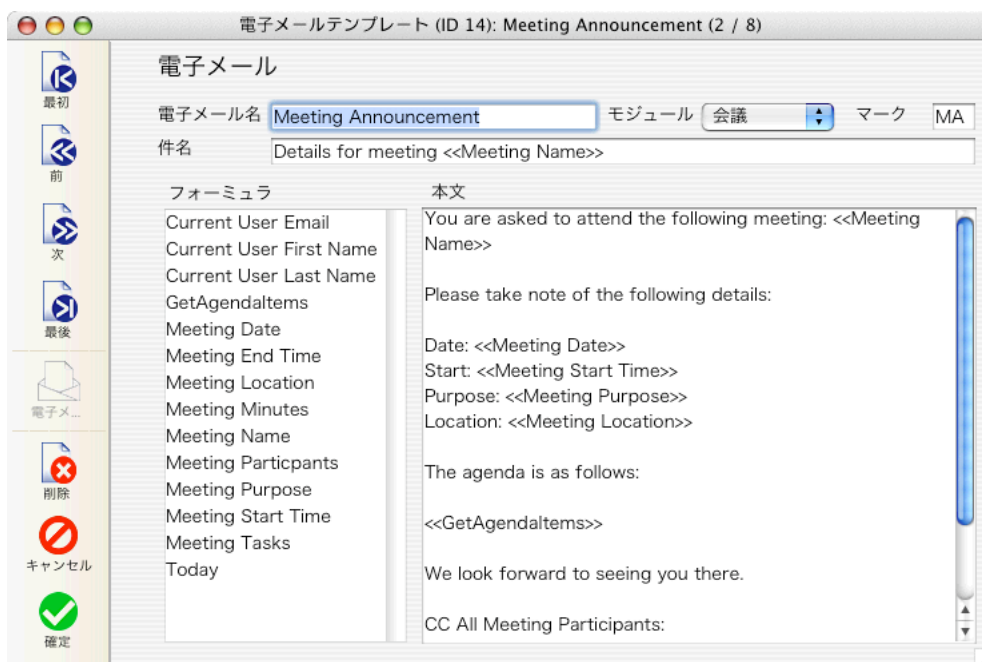 電子メールテンプレート (ID 14): Meeting Announcement (2 / 8)
最初
前
次
最後
電子メ...
削除
キャンセル
確定
電子メール
電子メール名 Meeting Announcement モジュール 会議 マーク MA
件名 Details for meeting <<Meeting Name>>
フォーミュラ
Current User Email
Current User First Name
Current User Last Name
GetAgendaItems
Meeting Date
Meeting End Time
Meeting Location
Meeting Minutes
Meeting Name
Meeting Particpants
Meeting Purpose
Meeting Start Time
Meeting Tasks
Today
本文
You are asked to attend the following meeting: <<Meeting
Name>>
Please take note of the following details:
Date: <<Meeting Date>>
Start: <<Meeting Start Time>>
Purpose: <<Meeting Purpose>>
Location: <<Meeting Location>>
The agenda is as follows:
<<GetAgendaItems>>
We look forward to seeing you there.
CC All Meeting Participants: